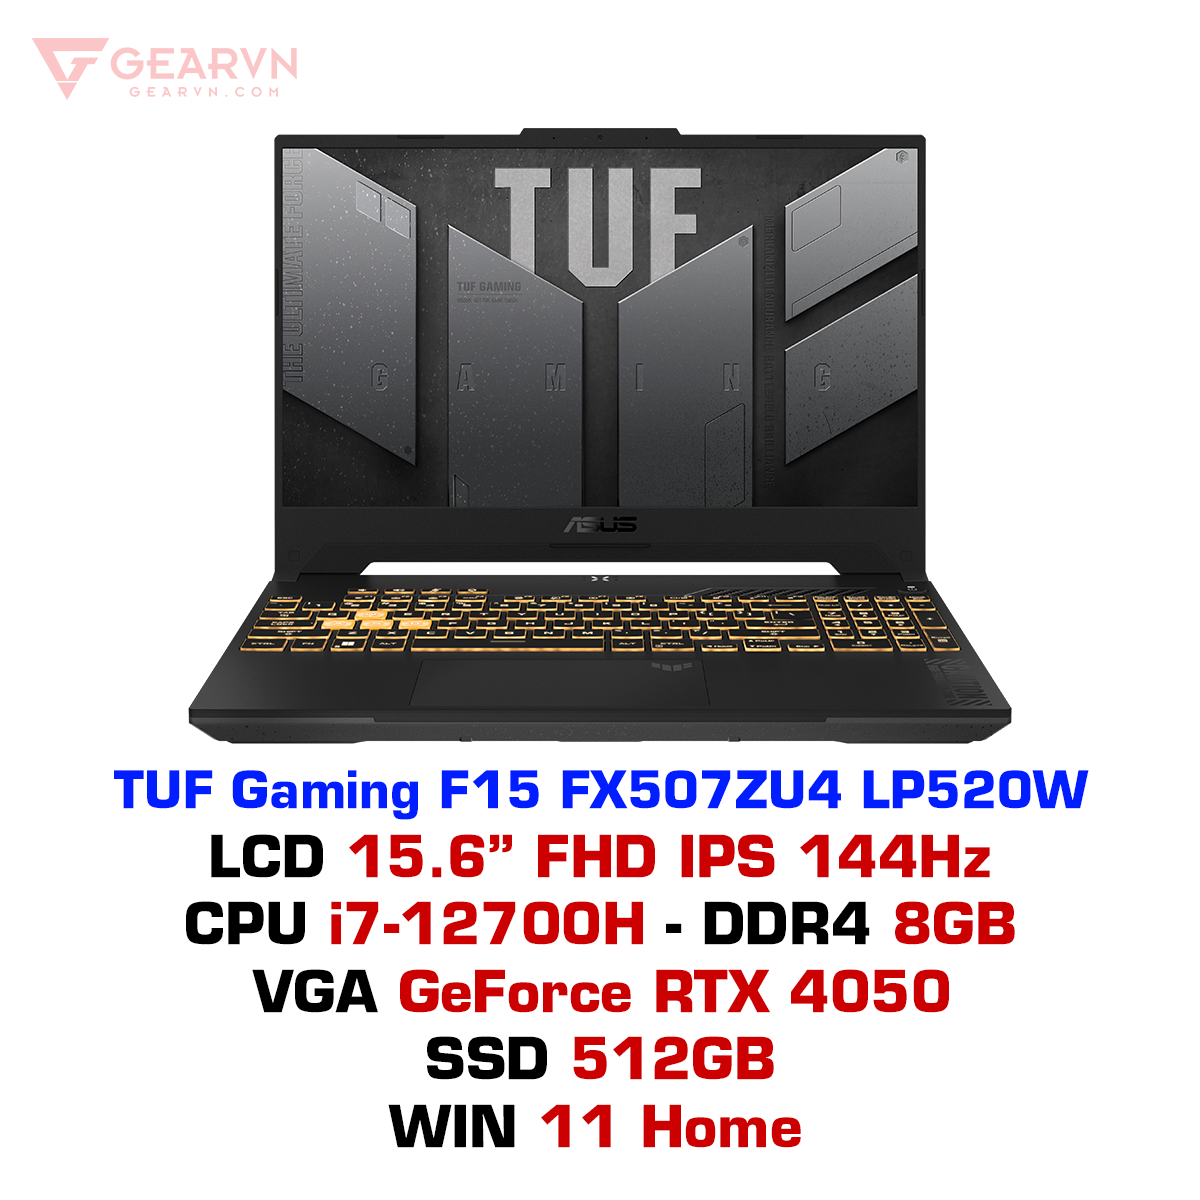 GEARVN
GEARVN.COM
THE ULTIMATE FORCE
TUF
TUF GAMING
G A M I N G
ASUS
TUF Gaming F15 FX507ZU4 LP520W
LCD 15.6” FHD IPS 144Hz
CPU i7-12700H - DDR4 8GB
VGA GeForce RTX 4050
SSD 512GB
WIN 11 Home